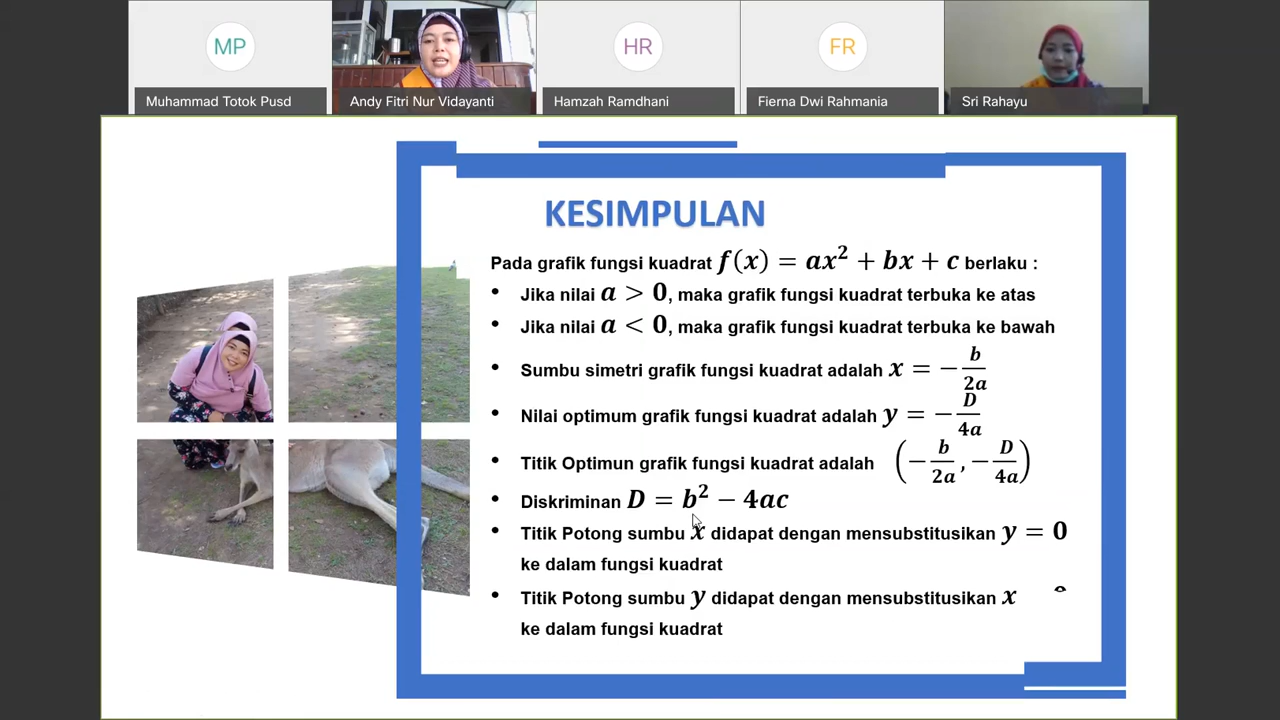 MP
HR
FR
Muhammad Totok Pusd
Andy Fitri Nur Vidayanti
Hamzah Ramdhani
Fierna Dwi Rahmania
Sri Rahayu
KESIMPULAN
Pada grafik fungsi kuadrat f(x) = ax² + bx + c berlaku :
• Jika nilai a > 0, maka grafik fungsi kuadrat terbuka ke atas
• Jika nilai a < 0, maka grafik fungsi kuadrat terbuka ke bawah
• Sumbu simetri grafik fungsi kuadrat adalah x = −b/2a
• Nilai optimum grafik fungsi kuadrat adalah y = −D/4a
• Titik Optimun grafik fungsi kuadrat adalah (−b/2a, −D/4a)
• Diskriminan D = b² − 4ac
• Titik Potong sumbu x didapat dengan mensubstitusikan y = 0
ke dalam fungsi kuadrat
• Titik Potong sumbu y didapat dengan mensubstitusikan x
ke dalam fungsi kuadrat